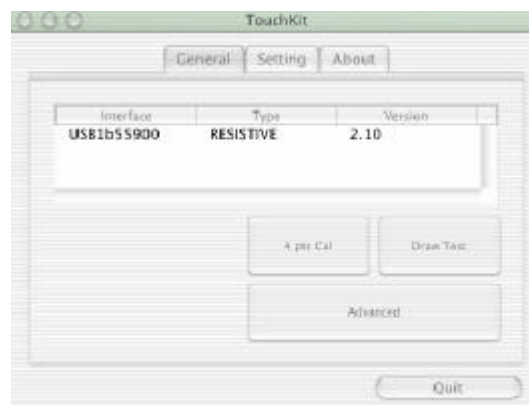 TouchKit
General Setting About
Interface Type Version
USB1b55900 RESISTIVE 2.10
4 pts Cal Draw Test
Advanced
Quit